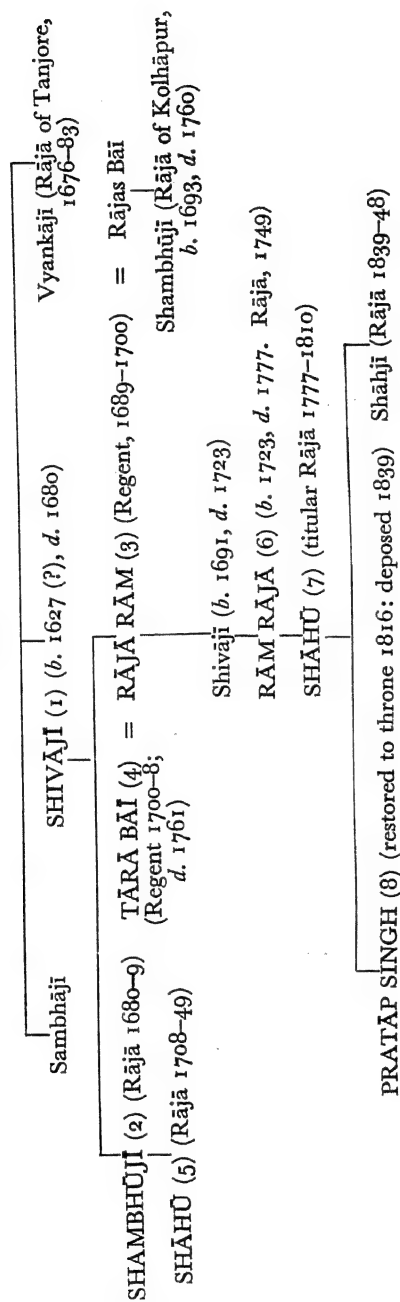 Sambhājī
SHIVĀJĪ (1) (b. 1627 (?), d. 1680)
Vyankājī (Rājā of Tanjore,
1676–83)
SHAMBHŪJĪ (2) (Rājā 1680–9)
TĀRĀ BĀĪ (4)
(Regent 1700–8;
d. 1761)
= RĀJĀ RĀM (3) (Regent, 1689–1700) = Rājas Bāī
SHĀHŪ (5) (Rājā 1708–49)
Shivājī (b. 1691, d. 1723)
Shambhūjī (Rājā of Kolhāpur,
b. 1693, d. 1760)
RĀM RĀJĀ (6) (b. 1723, d. 1777. Rājā, 1749)
SHĀHŪ (7) (titular Rājā 1777–1810)
PRATĀP SINGH (8) (restored to throne 1816: deposed 1839)
Shāhjī (Rājā 1839–48)